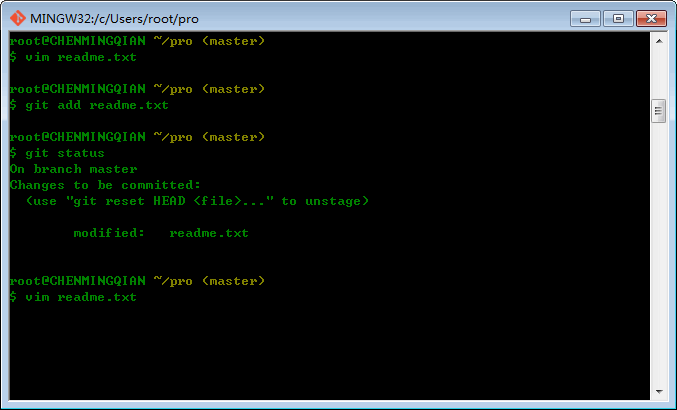 MINGW32:/c/Users/root/pro
root@CHENMINGQIAN ~/pro (master)
$ vim readme.txt
root@CHENMINGQIAN ~/pro (master)
$ git add readme.txt
root@CHENMINGQIAN ~/pro (master)
$ git status
On branch master
Changes to be committed:
  (use "git reset HEAD <file>..." to unstage)
        modified:   readme.txt
root@CHENMINGQIAN ~/pro (master)
$ vim readme.txt